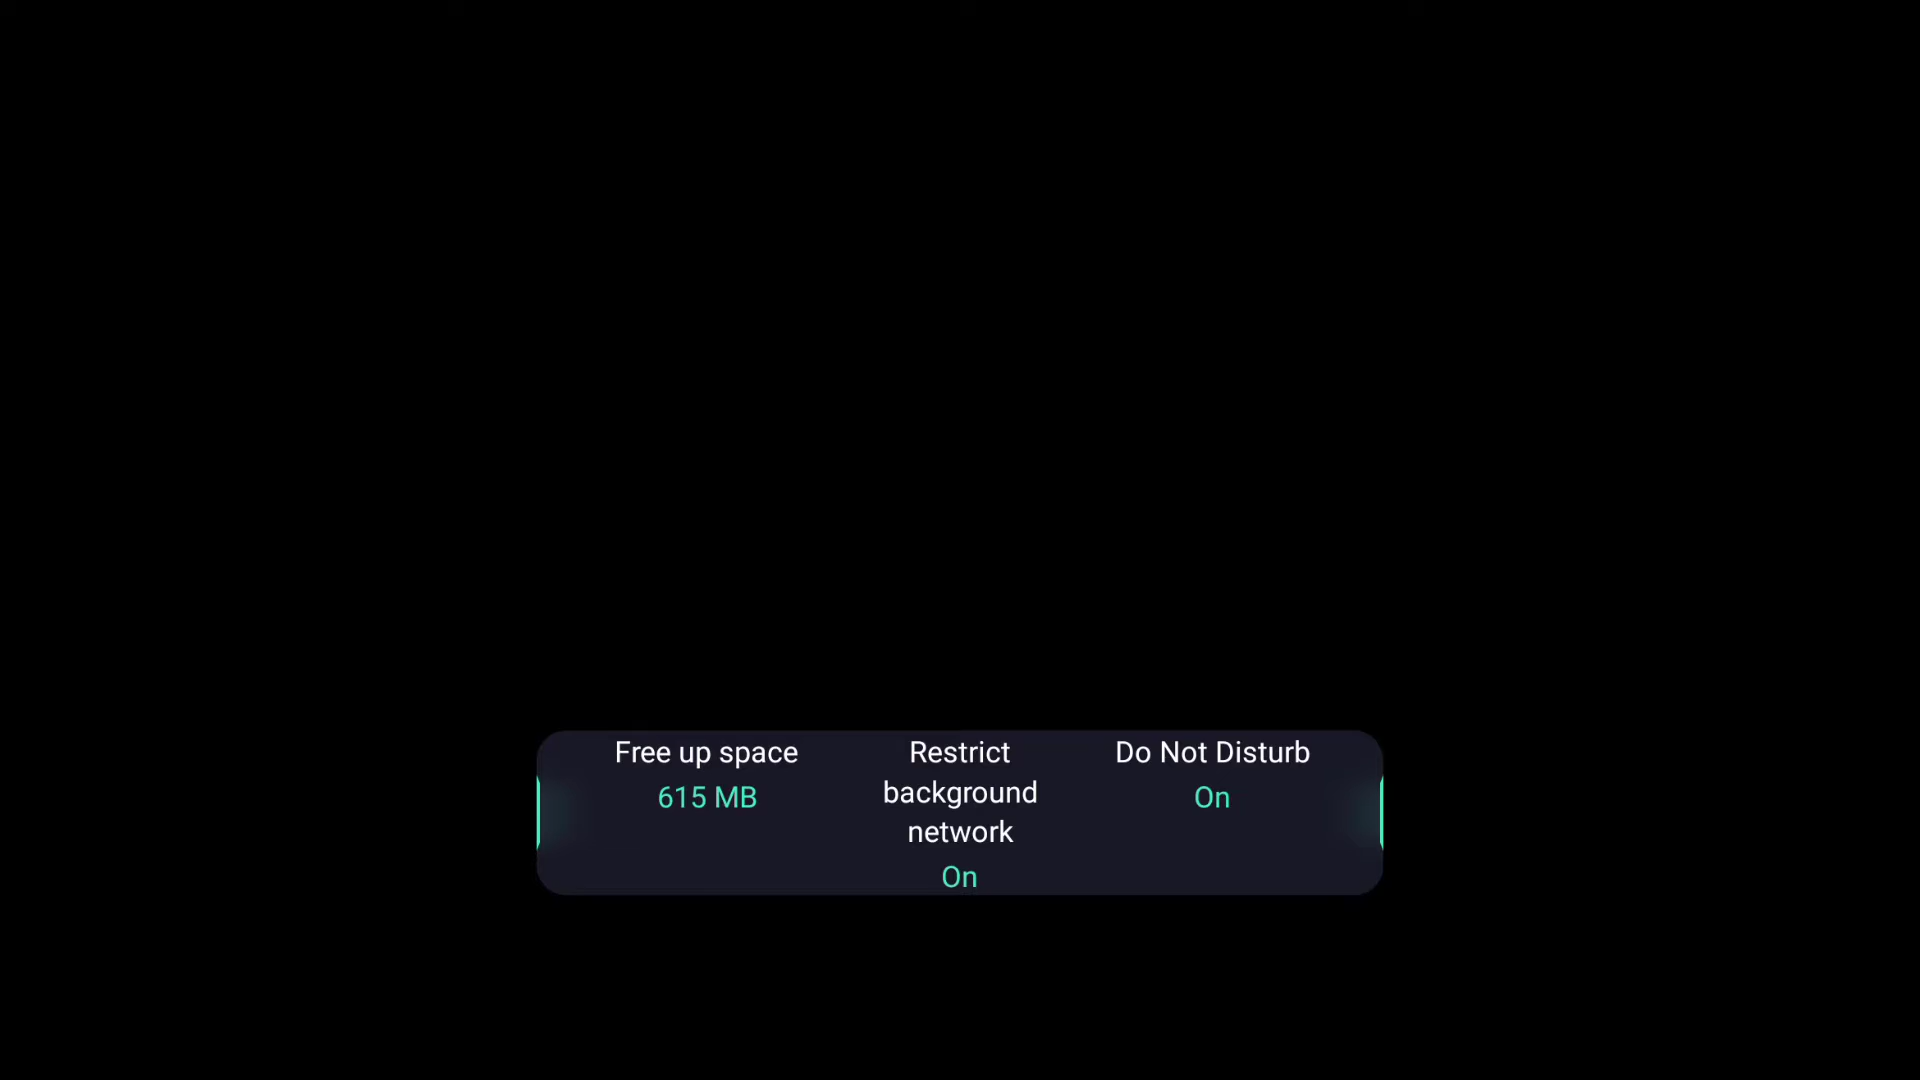 Free up space
615 MB
Restrict
background
network
On
Do Not Disturb
On